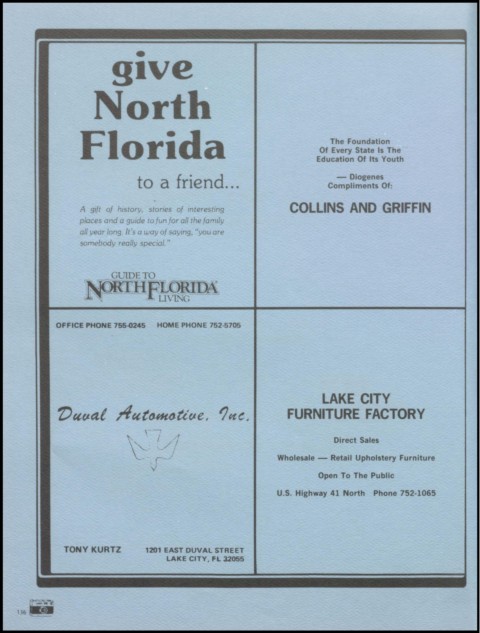 give
North
Florida
to a friend...
A gift of history, stories of interesting
places and a guide to fun for all the family
all year long. It's a way of saying, "you are
somebody really special."
GUIDE TO
NORTH FLORIDA
LIVING
The Foundation
Of Every State Is The
Education Of Its Youth
— Diogenes
Compliments Of:
COLLINS AND GRIFFIN
OFFICE PHONE 755-0245 HOME PHONE 752-5705
Duval Automotive, Inc.
TONY KURTZ 1201 EAST DUVAL STREET
LAKE CITY, FL 32055
LAKE CITY
FURNITURE FACTORY
Direct Sales
Wholesale — Retail Upholstery Furniture
Open To The Public
U.S. Highway 41 North Phone 752-1065